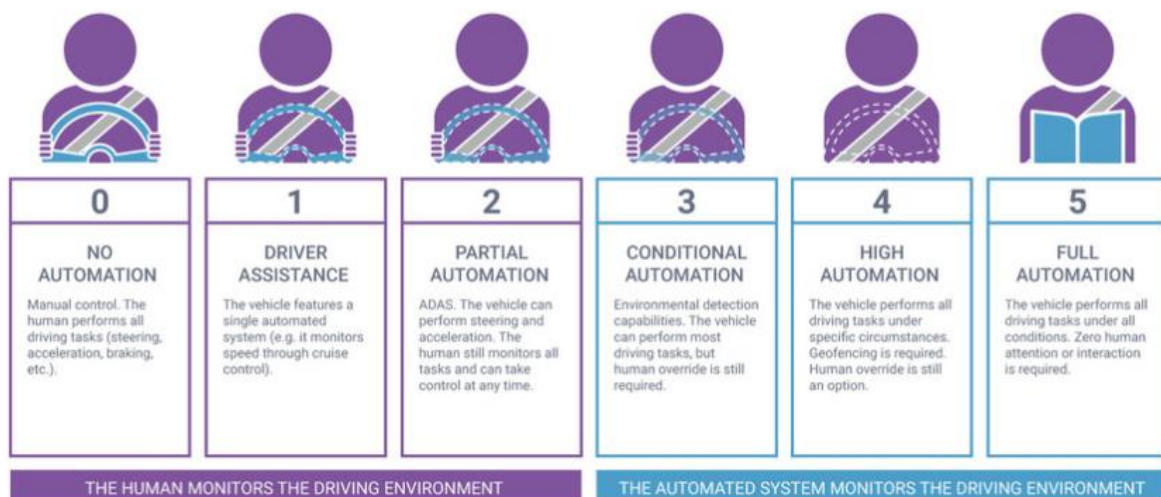 0
NO
AUTOMATION
Manual control. The
human performs all
driving tasks (steering,
acceleration, braking,
etc.).
1
DRIVER
ASSISTANCE
The vehicle features a
single automated
system (e.g. it monitors
speed through cruise
control).
2
PARTIAL
AUTOMATION
ADAS. The vehicle can
perform steering and
acceleration. The
human still monitors all
tasks and can take
control at any time.
3
CONDITIONAL
AUTOMATION
Environmental detection
capabilities. The vehicle
can perform most
driving tasks, but
human override is still
required.
4
HIGH
AUTOMATION
The vehicle performs all
driving tasks under
specific circumstances.
Geofencing is required.
Human override is still
an option.
5
FULL
AUTOMATION
The vehicle performs all
driving tasks under all
conditions. Zero human
attention or interaction
is required.
THE HUMAN MONITORS THE DRIVING ENVIRONMENT
THE AUTOMATED SYSTEM MONITORS THE DRIVING ENVIRONMENT